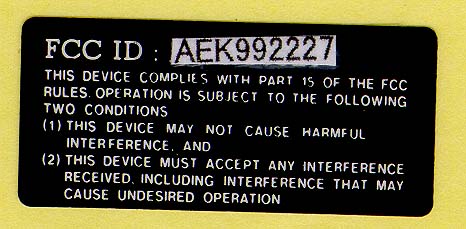 FCC ID : AEK992227
THIS DEVICE COMPLIES WITH PART 15 OF THE FCC
RULES. OPERATION IS SUBJECT TO THE FOLLOWING
TWO CONDITIONS
(1) THIS DEVICE MAY NOT CAUSE HARMFUL
INTERFERENCE, AND
(2) THIS DEVICE MUST ACCEPT ANY INTERFERENCE
RECEIVED, INCLUDING INTERFERENCE THAT MAY
CAUSE UNDESIRED OPERATION